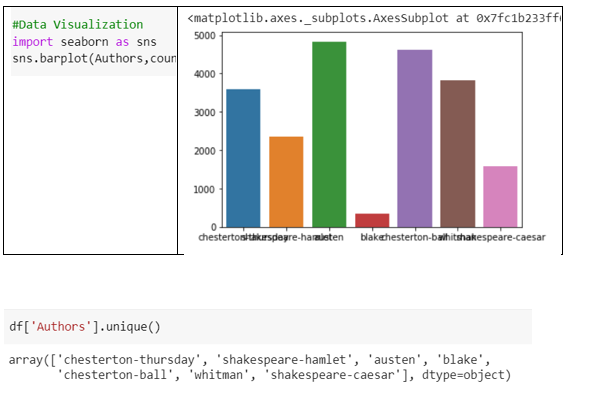 #Data Visualization
import seaborn as sns
sns.barplot(Authors,coun
<matplotlib.axes._subplots.AxesSubplot at 0x7fc1b233ff
5000
4000
3000
2000
1000
0
chesterton-thursday shakespeare-hamlet austen blake chesterton-ball whitman shakespeare-caesar
df['Authors'].unique()
array(['chesterton-thursday', 'shakespeare-hamlet', 'austen', 'blake',
'chesterton-ball', 'whitman', 'shakespeare-caesar'], dtype=object)